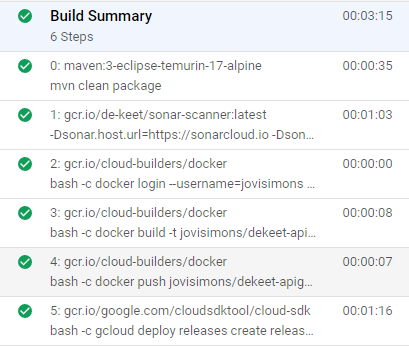 Build Summary 00:03:15
6 Steps
0: maven:3-eclipse-temurin-17-alpine 00:00:35
mvn clean package
1: gcr.io/de-keet/sonar-scanner:latest 00:01:03
-Dsonar.host.url=https://sonarcloud.io -Dson...
2: gcr.io/cloud-builders/docker 00:00:00
bash -c docker login --username=jovisimons ...
3: gcr.io/cloud-builders/docker 00:00:08
bash -c docker build -t jovisimons/dekeet-api...
4: gcr.io/cloud-builders/docker 00:00:07
bash -c docker push jovisimons/dekeet-apig...
5: gcr.io/google.com/cloudsdktool/cloud-sdk 00:01:16
bash -c gcloud deploy releases create releas...